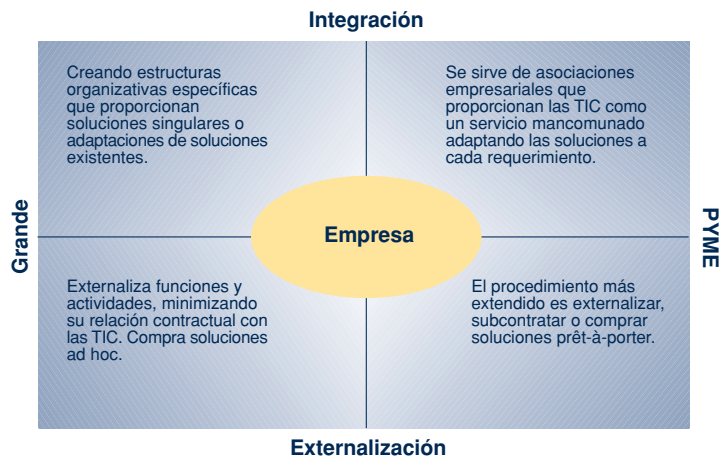 Integración
Creando estructuras
organizativas específicas
que proporcionan
soluciones singulares o
adaptaciones de soluciones
existentes.
Se sirve de asociaciones
empresariales que
proporcionan las TIC como
un servicio mancomunado
adaptando las soluciones a
cada requerimiento.
Grande
Empresa
PYME
Externaliza funciones y
actividades, minimizando
su relación contractual con
las TIC. Compra soluciones
ad hoc.
El procedimiento más
extendido es externalizar,
subcontratar o comprar
soluciones prêt-à-porter.
Externalización